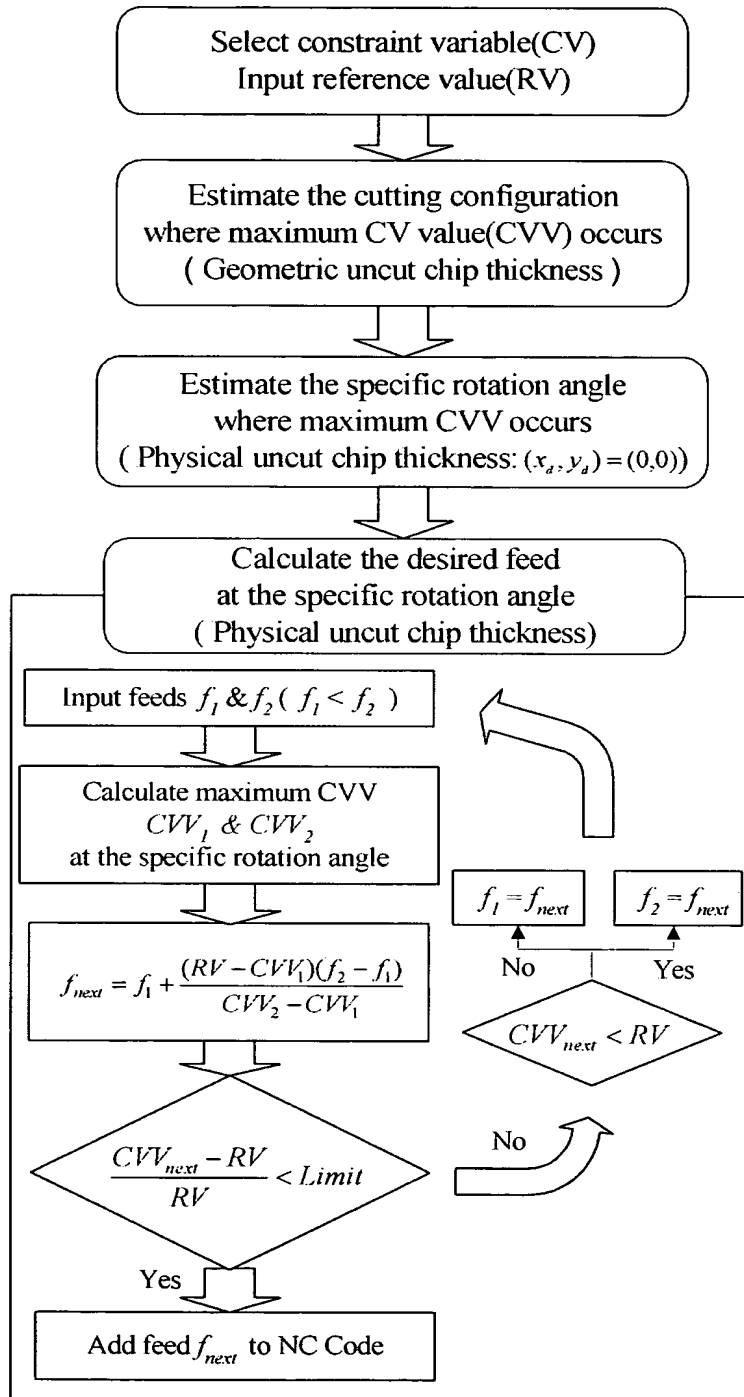 Select constraint variable(CV)
Input reference value(RV)
Estimate the cutting configuration
where maximum CV value(CVV) occurs
( Geometric uncut chip thickness )
Estimate the specific rotation angle
where maximum CVV occurs
( Physical uncut chip thickness: (x_d, y_d) = (0,0))
Calculate the desired feed
at the specific rotation angle
( Physical uncut chip thickness)
Input feeds f_1 & f_2 ( f_1 < f_2 )
Calculate maximum CVV
CVV_1 & CVV_2
at the specific rotation angle
f_next = f_1 + (RV − CVV_1)(f_2 − f_1) / CVV_2 − CVV_1
CVV_next − RV / RV < Limit
Yes
Add feed f_next to NC Code
No
CVV_next < RV
No
Yes
f_1 = f_next
f_2 = f_next